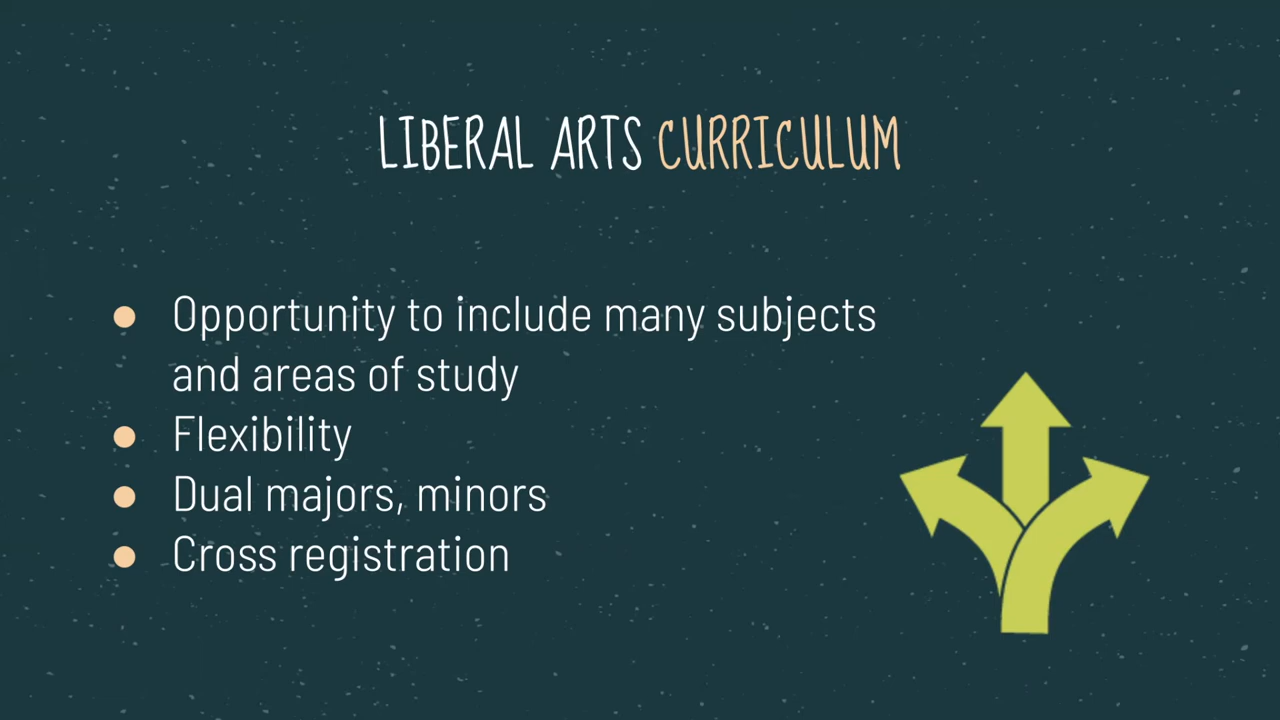 LIBERAL ARTS CURRICULUM
● Opportunity to include many subjects
and areas of study
● Flexibility
● Dual majors, minors
● Cross registration